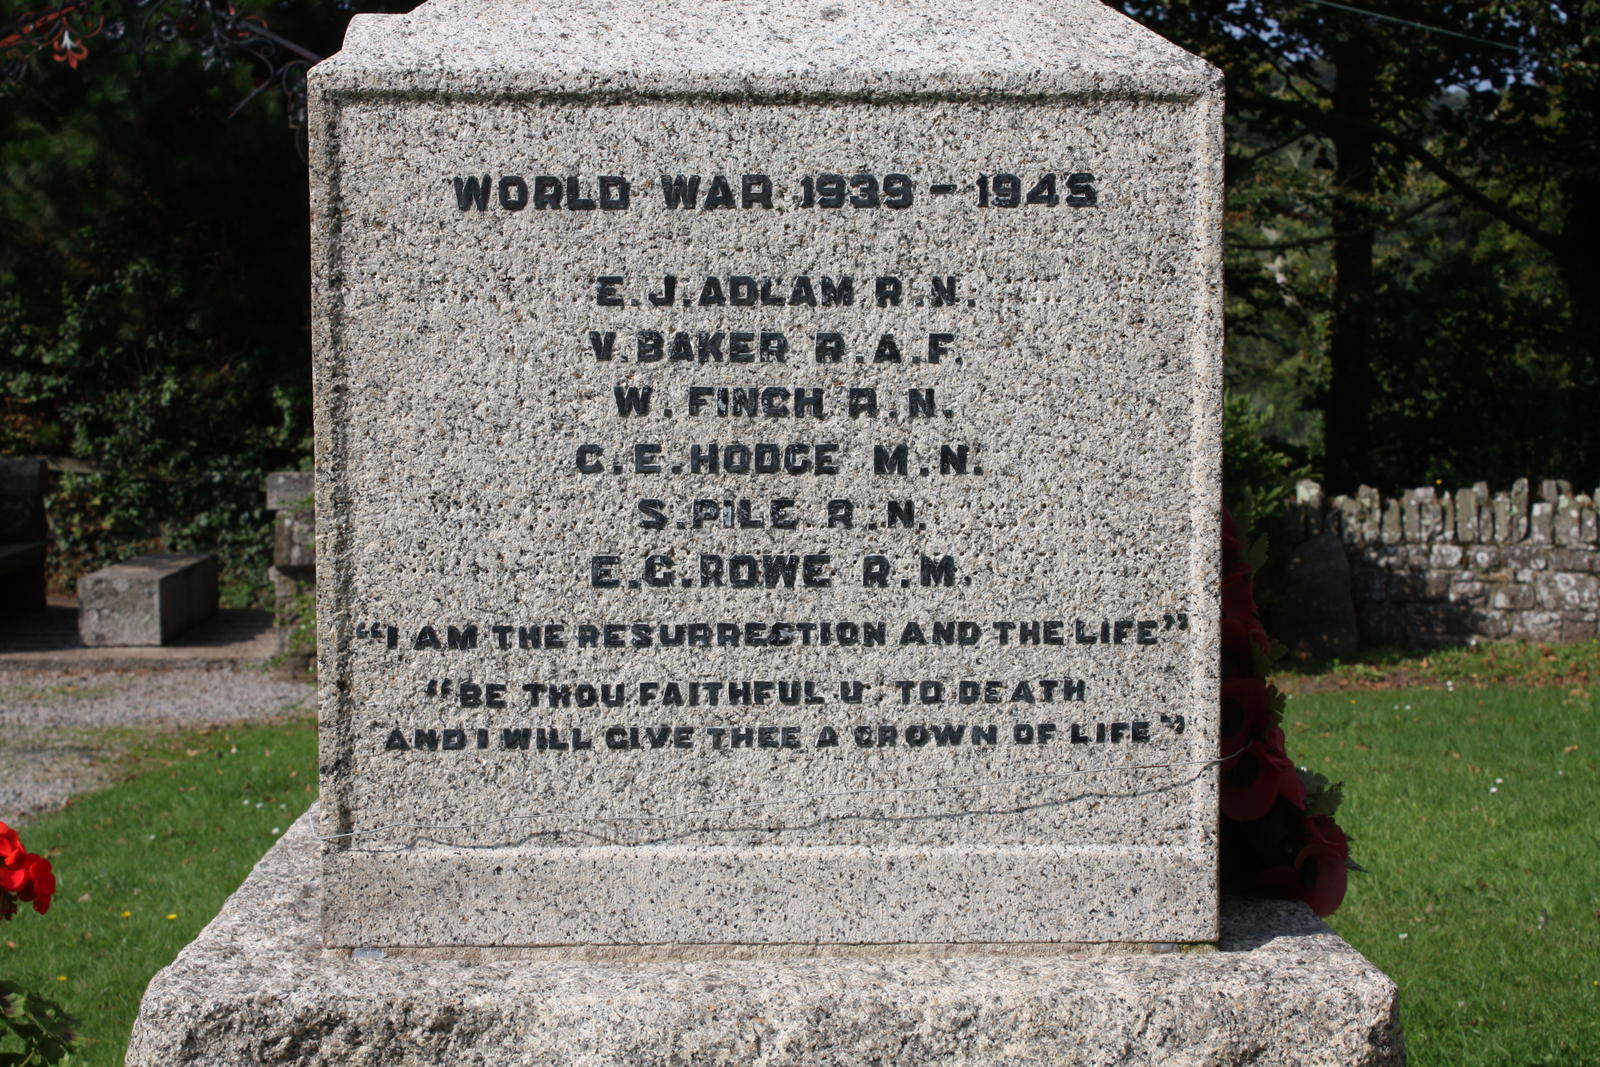 WORLD WAR 1939 - 1945
E.J.ADLAM R.N.
V.BAKER R.A.F.
W.FINCH R.N.
C.E.HODGE M.N.
S.PILE R.N.
E.G.ROWE R.M.
"I AM THE RESURRECTION AND THE LIFE"
"BE THOU FAITHFUL U TO DEATH
AND I WILL GIVE THEE A CROWN OF LIFE"